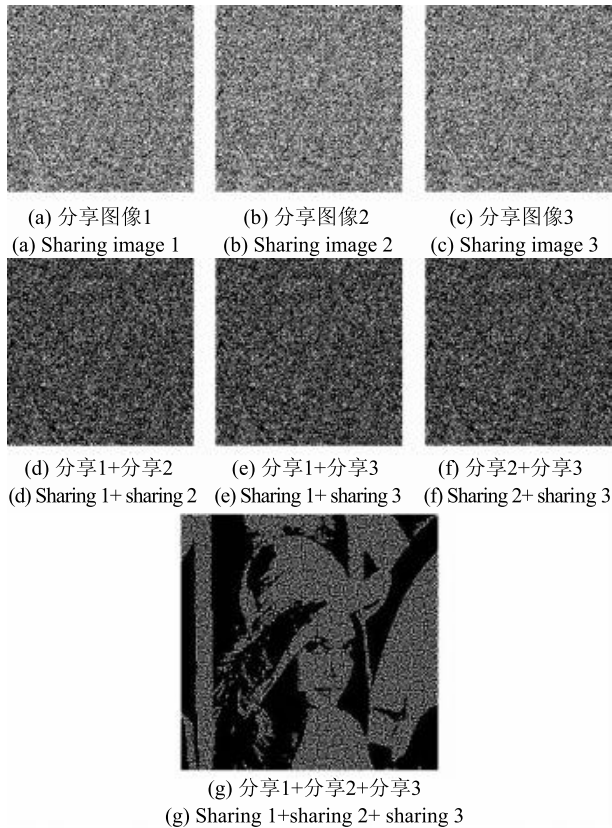 (a) 分享图像1
(b) 分享图像2
(c) 分享图像3
(a) Sharing image 1
(b) Sharing image 2
(c) Sharing image 3
(d) 分享1+分享2
(e) 分享1+分享3
(f) 分享2+分享3
(d) Sharing 1+ sharing 2
(e) Sharing 1+ sharing 3
(f) Sharing 2+ sharing 3
(g) 分享1+分享2+分享3
(g) Sharing 1+sharing 2+ sharing 3